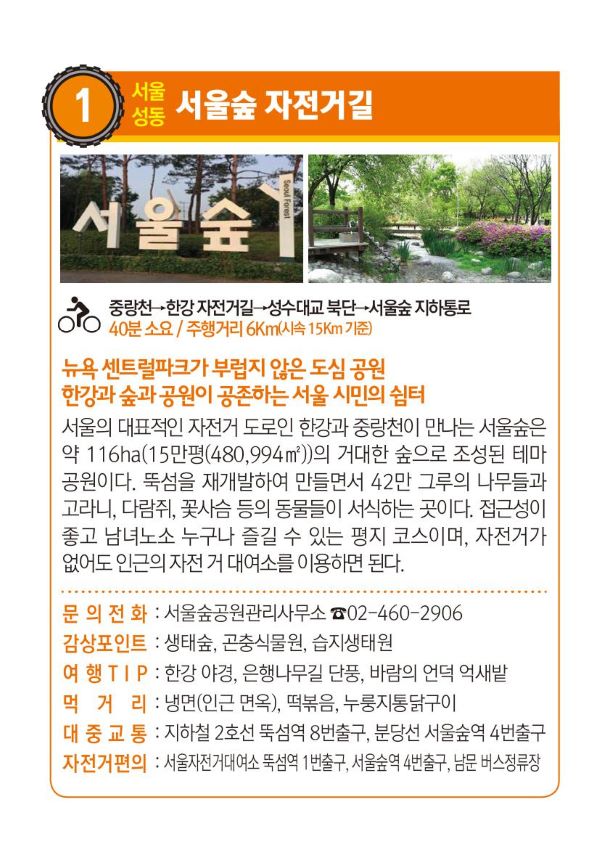 1
서울
성동
서울숲 자전거길
서울숲
Seoul Forest
중랑천→한강 자전거길→성수대교 북단→서울숲 지하통로
40분 소요 / 주행거리 6Km(시속 15Km 기준)
뉴욕 센트럴파크가 부럽지 않은 도심 공원
한강과 숲과 공원이 공존하는 서울 시민의 쉼터
서울의 대표적인 자전거 도로인 한강과 중랑천이 만나는 서울숲은
약 116ha(15만평(480,994㎡))의 거대한 숲으로 조성된 테마
공원이다. 뚝섬을 재개발하여 만들면서 42만 그루의 나무들과
고라니, 다람쥐, 꽃사슴 등의 동물들이 서식하는 곳이다. 접근성이
좋고 남녀노소 누구나 즐길 수 있는 평지 코스이며, 자전거가
없어도 인근의 자전 거 대여소를 이용하면 된다.
문의전화 : 서울숲공원관리사무소 ☎02-460-2906
감상포인트 : 생태숲, 곤충식물원, 습지생태원
여행TIP : 한강 야경, 은행나무길 단풍, 바람의 언덕 억새밭
먹거리 : 냉면(인근 면옥), 떡볶음, 누룽지통닭구이
대중교통 : 지하철 2호선 뚝섬역 8번출구, 분당선 서울숲역 4번출구
자전거편의 : 서울자전거대여소 뚝섬역 1번출구, 서울숲역 4번출구, 남문 버스정류장